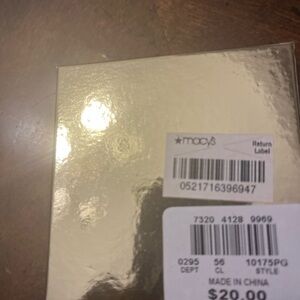 ★macy's
Return
Label
0521716396947
7320 4128 9969
0295 56 10175PG
DEPT CL STYLE
MADE IN CHINA
$20.00